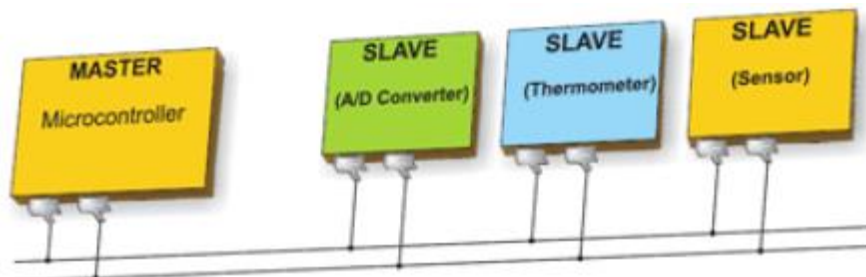 MASTER
Microcontroller
SLAVE
(A/D Converter)
SLAVE
(Thermometer)
SLAVE
(Sensor)